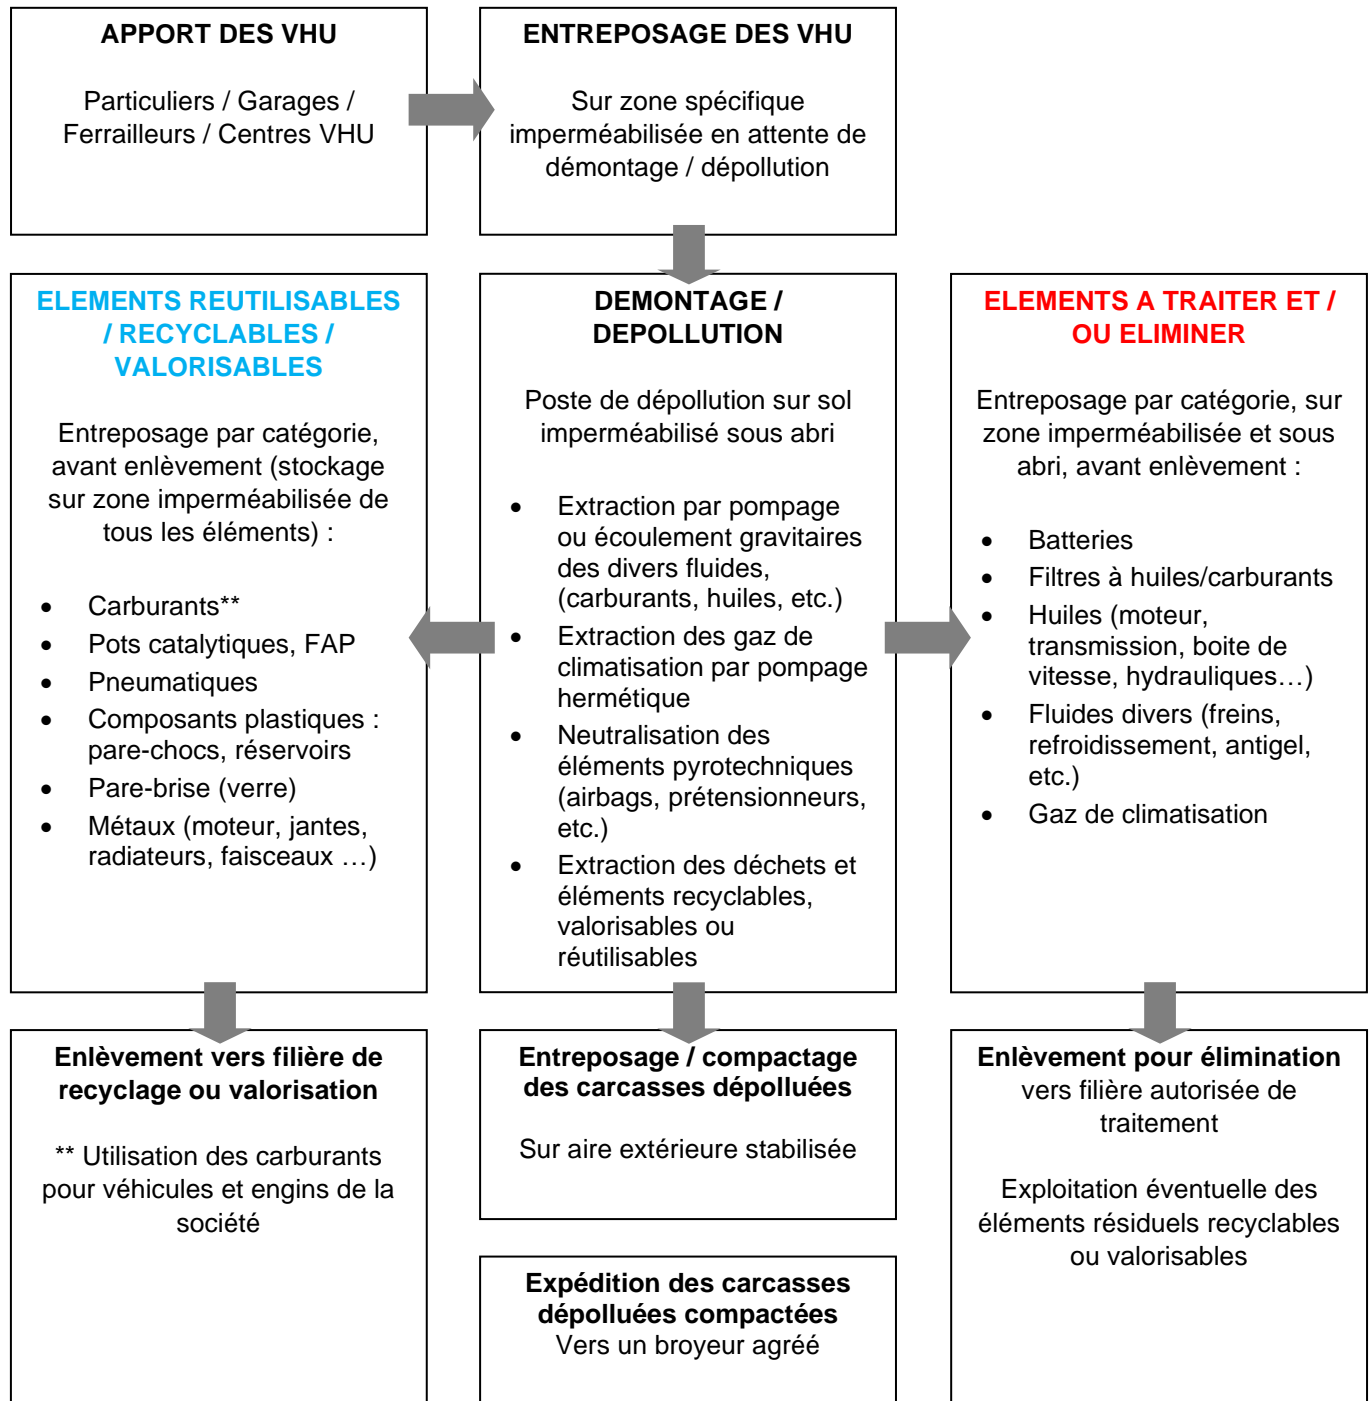 APPORT DES VHU
Particuliers / Garages /
Ferrailleurs / Centres VHU
ENTREPOSAGE DES VHU
Sur zone spécifique
imperméabilisée en attente de
démontage / dépollution
ELEMENTS REUTILISABLES
/ RECYCLABLES /
VALORISABLES
Entreposage par catégorie,
avant enlèvement (stockage
sur zone imperméabilisée de
tous les éléments) :
• Carburants**
• Pots catalytiques, FAP
• Pneumatiques
• Composants plastiques :
pare-chocs, réservoirs
• Pare-brise (verre)
• Métaux (moteur, jantes,
radiateurs, faisceaux …)
DEMONTAGE /
DEPOLLUTION
Poste de dépollution sur sol
imperméabilisé sous abri
• Extraction par pompage
ou écoulement gravitaires
des divers fluides,
(carburants, huiles, etc.)
• Extraction des gaz de
climatisation par pompage
hermétique
• Neutralisation des
éléments pyrotechniques
(airbags, prétensionneurs,
etc.)
• Extraction des déchets et
éléments recyclables,
valorisables ou
réutilisables
ELEMENTS A TRAITER ET /
OU ELIMINER
Entreposage par catégorie, sur
zone imperméabilisée et sous
abri, avant enlèvement :
• Batteries
• Filtres à huiles/carburants
• Huiles (moteur,
transmission, boite de
vitesse, hydrauliques…)
• Fluides divers (freins,
refroidissement, antigel,
etc.)
• Gaz de climatisation
Enlèvement vers filière de
recyclage ou valorisation
** Utilisation des carburants
pour véhicules et engins de la
société
Entreposage / compactage
des carcasses dépolluées
Sur aire extérieure stabilisée
Expédition des carcasses
dépolluées compactées
Vers un broyeur agréé
Enlèvement pour élimination
vers filière autorisée de
traitement
Exploitation éventuelle des
éléments résiduels recyclables
ou valorisables